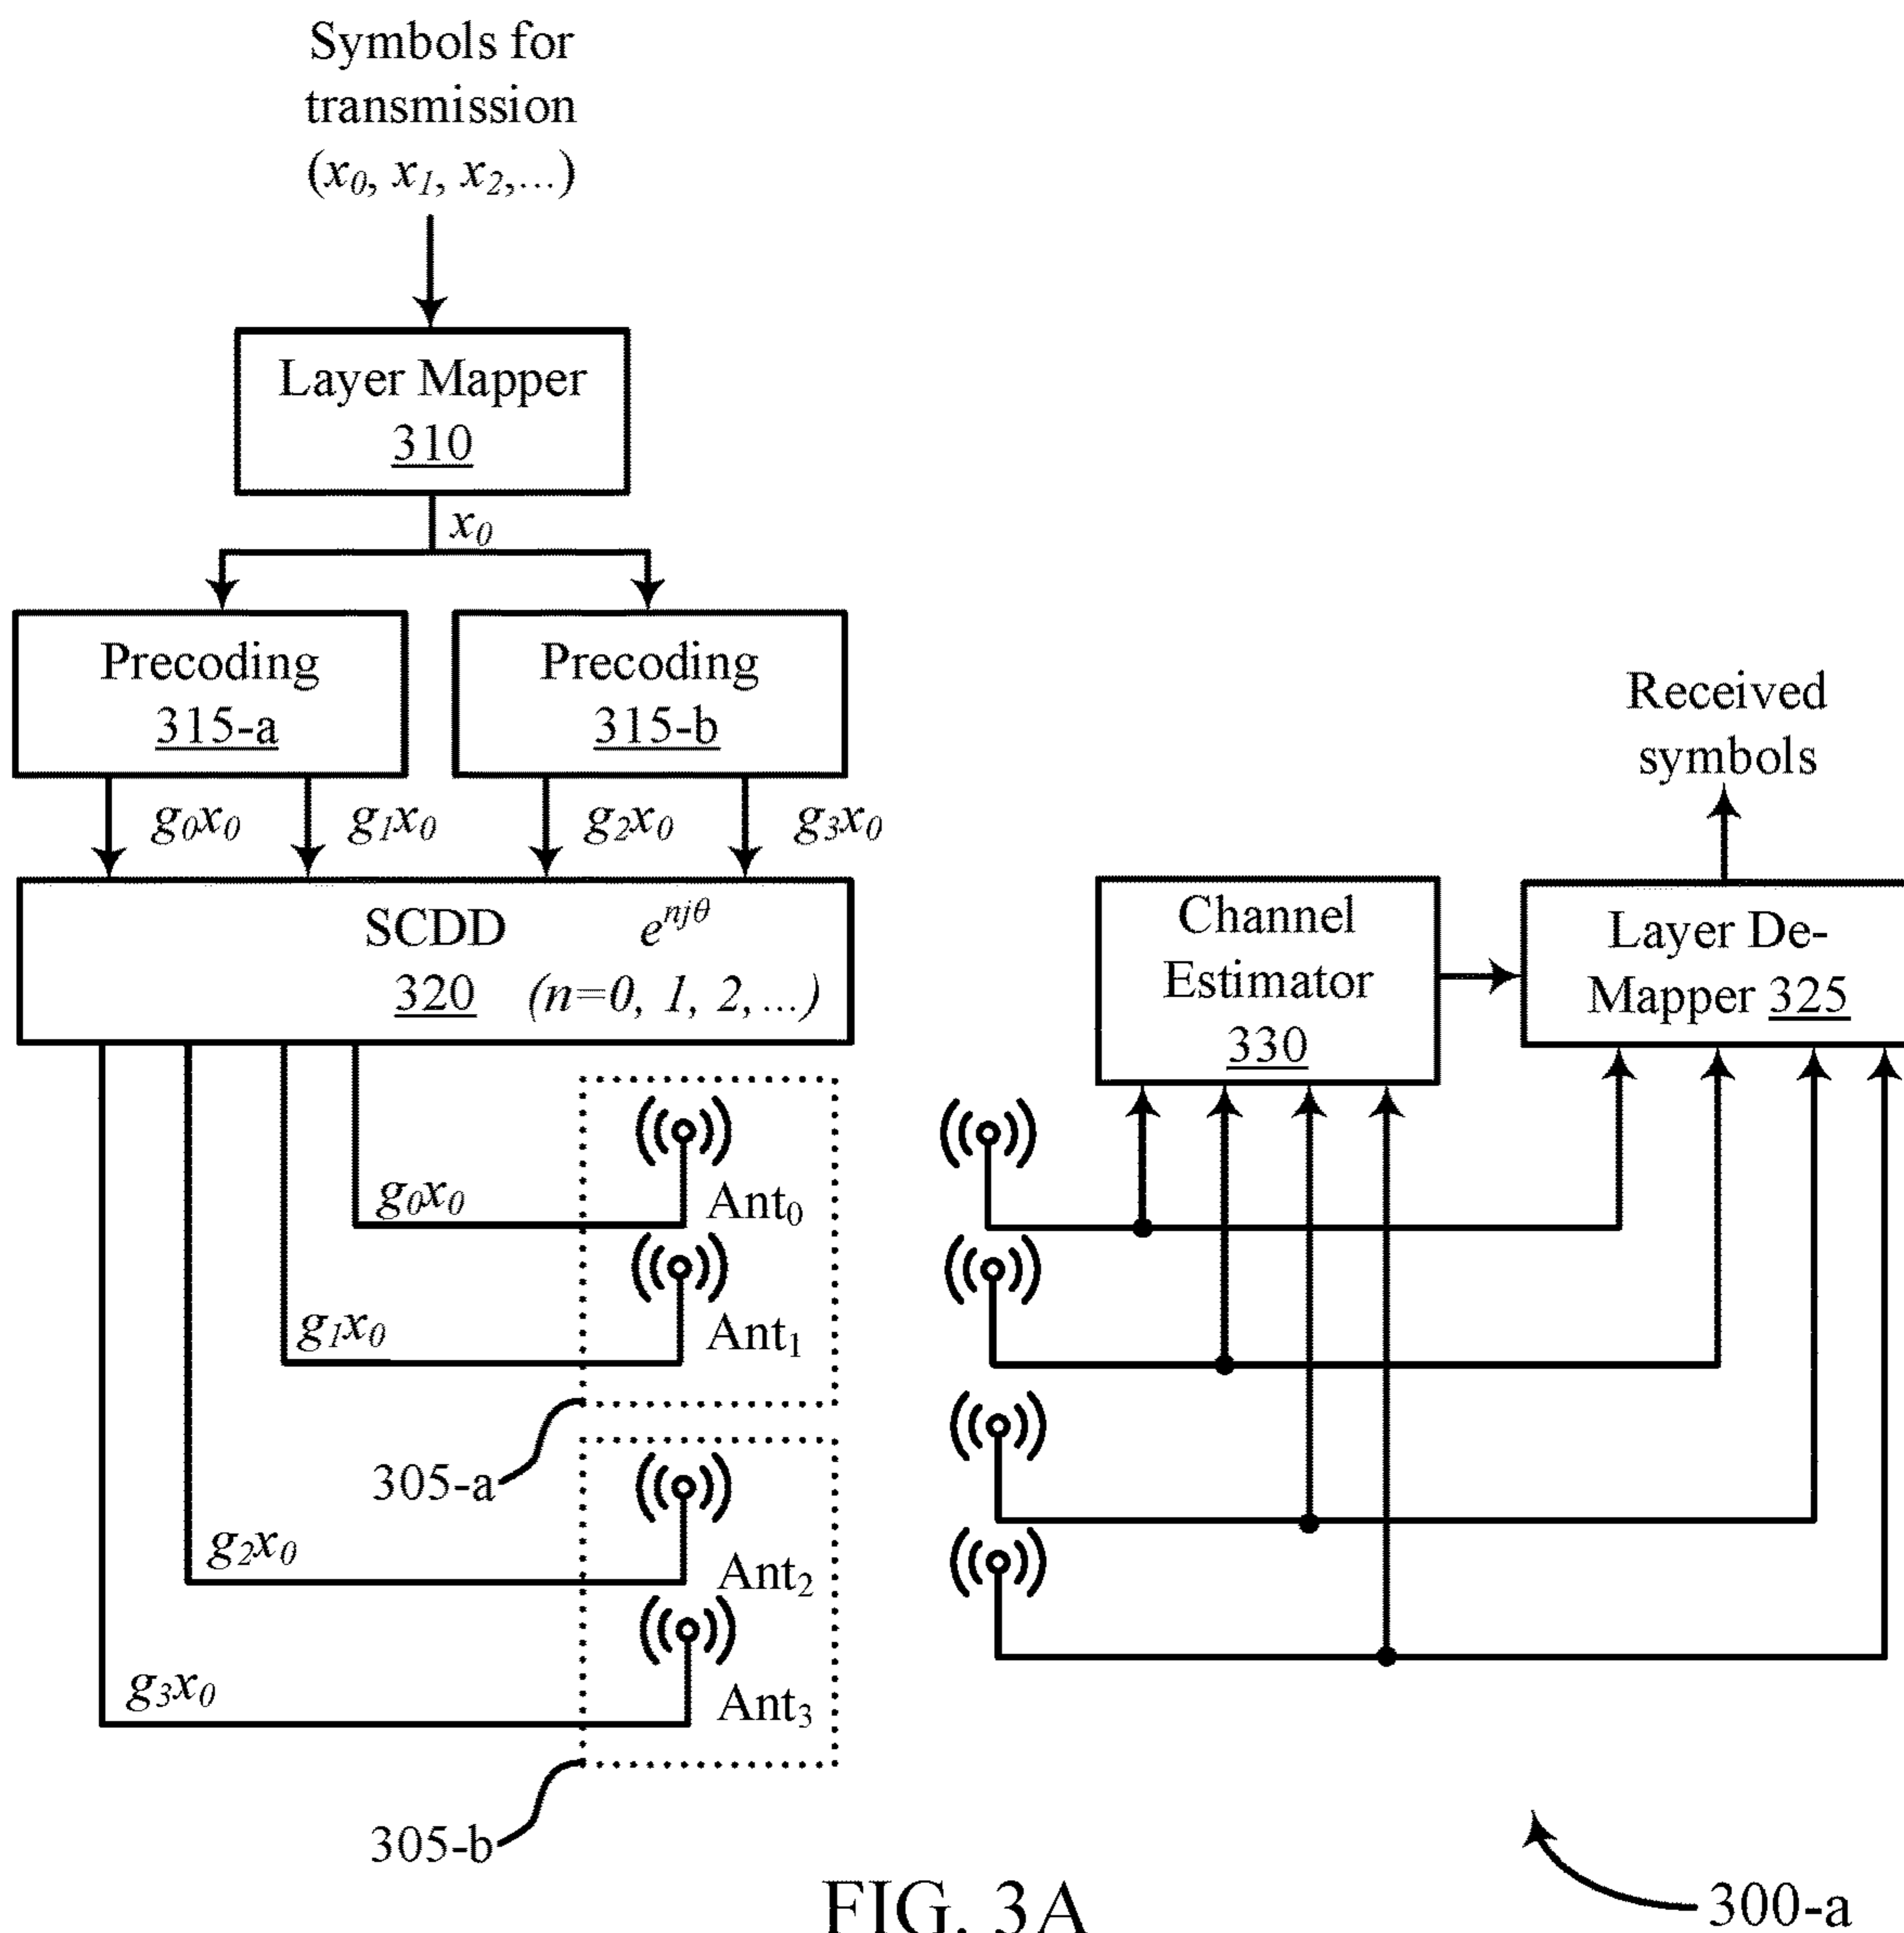 Symbols for
transmission
(x₀, x₁, x₂,...)
Layer Mapper
310
x₀
Precoding
315-a
Precoding
315-b
g₀x₀
g₁x₀
g₂x₀
g₃x₀
SCDD e^{njθ}
320 (n=0, 1, 2,...)
g₀x₀
Ant₀
g₁x₀
Ant₁
305-a
g₂x₀
Ant₂
g₃x₀
Ant₃
305-b
Received
symbols
Channel
Estimator
330
Layer De-
Mapper 325
FIG. 3A
300-a